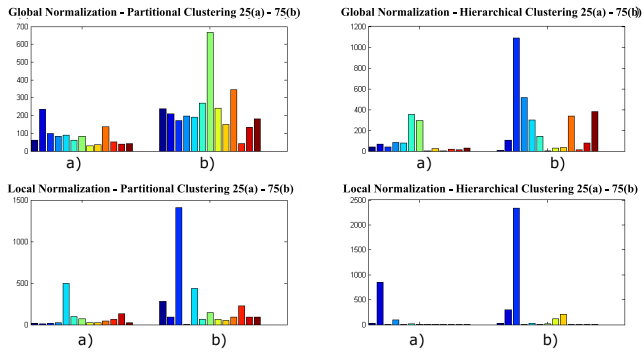 Global Normalization - Partitional Clustering 25(a) - 75(b)
700
600
500
400
300
200
100
0
a)
b)
Global Normalization - Hierarchical Clustering 25(a) - 75(b)
1200
1000
800
600
400
200
0
a)
b)
Local Normalization - Partitional Clustering 25(a) - 75(b)
1500
1000
500
0
a)
b)
Local Normalization - Hierarchical Clustering 25(a) - 75(b)
2500
2000
1500
1000
500
0
a)
b)